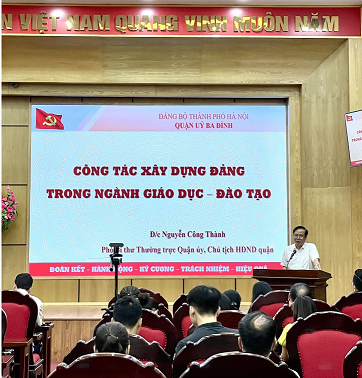 VIỆT NAM QUANG VINH MUÔN NĂM
ĐẢNG BỘ THÀNH PHỐ HÀ NỘI
QUẬN UỶ BA ĐÌNH
CÔNG TÁC XÂY DỰNG ĐẢNG
TRONG NGÀNH GIÁO DỤC – ĐÀO TẠO
Đ/c Nguyễn Công Thành
Phó Bí thư Thường trực Quận ủy, Chủ tịch HĐND quận
ĐOÀN KẾT - HÀNH ĐỘNG - KỶ CƯƠNG - TRÁCH NHIỆM - HIỆU QUẢ